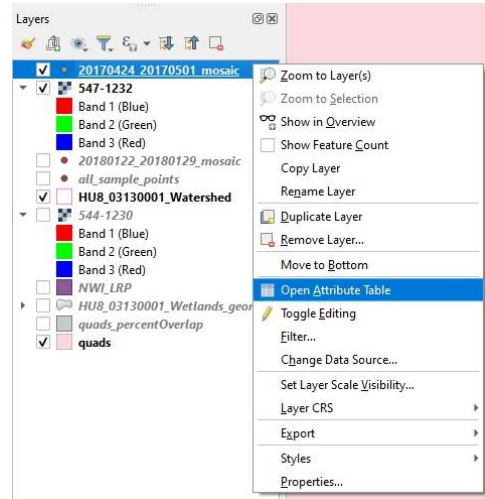 Layers
20170424_20170501_mosaic
547-1232
Band 1 (Blue)
Band 2 (Green)
Band 3 (Red)
20180122_20180129_mosaic
all_sample_points
HU8_03130001_Watershed
544-1230
Band 1 (Blue)
Band 2 (Green)
Band 3 (Red)
NWI_LRP
HU8_03130001_Wetlands_geor
quads_percentOverlap
quads
Zoom to Layer(s)
Zoom to Selection
Show in Overview
Show Feature Count
Copy Layer
Rename Layer
Duplicate Layer
Remove Layer...
Move to Bottom
Open Attribute Table
Toggle Editing
Filter...
Change Data Source...
Set Layer Scale Visibility...
Layer CRS
Export
Styles
Properties...